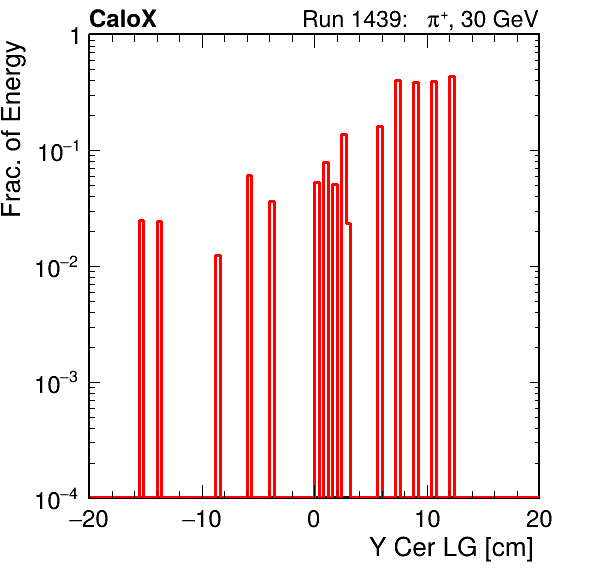 CaloX Run 1439: π⁺, 30 GeV
Frac. of Energy
1
10⁻¹
10⁻²
10⁻³
10⁻⁴
−20 −10 0 10 20
Y Cer LG [cm]